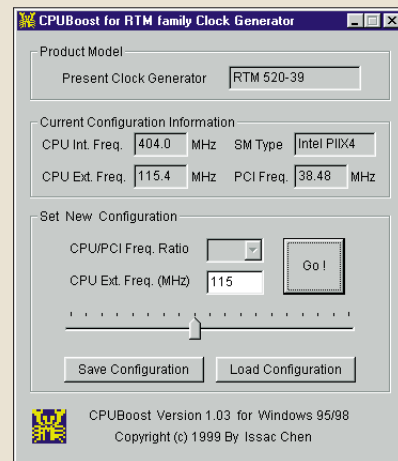 CPUBoost for RTM family Clock Generator
Product Model
Present Clock Generator RTM 520-39
Current Configuration Information
CPU Int. Freq. 404.0 MHz SM Type Intel PIIX4
CPU Ext. Freq. 115.4 MHz PCI Freq. 38.48 MHz
Set New Configuration
CPU/PCI Freq. Ratio
CPU Ext. Freq. (MHz) 115
Go !
Save Configuration Load Configuration
CPUBoost Version 1.03 for Windows 95/98
Copyright (c) 1999 By Issac Chen